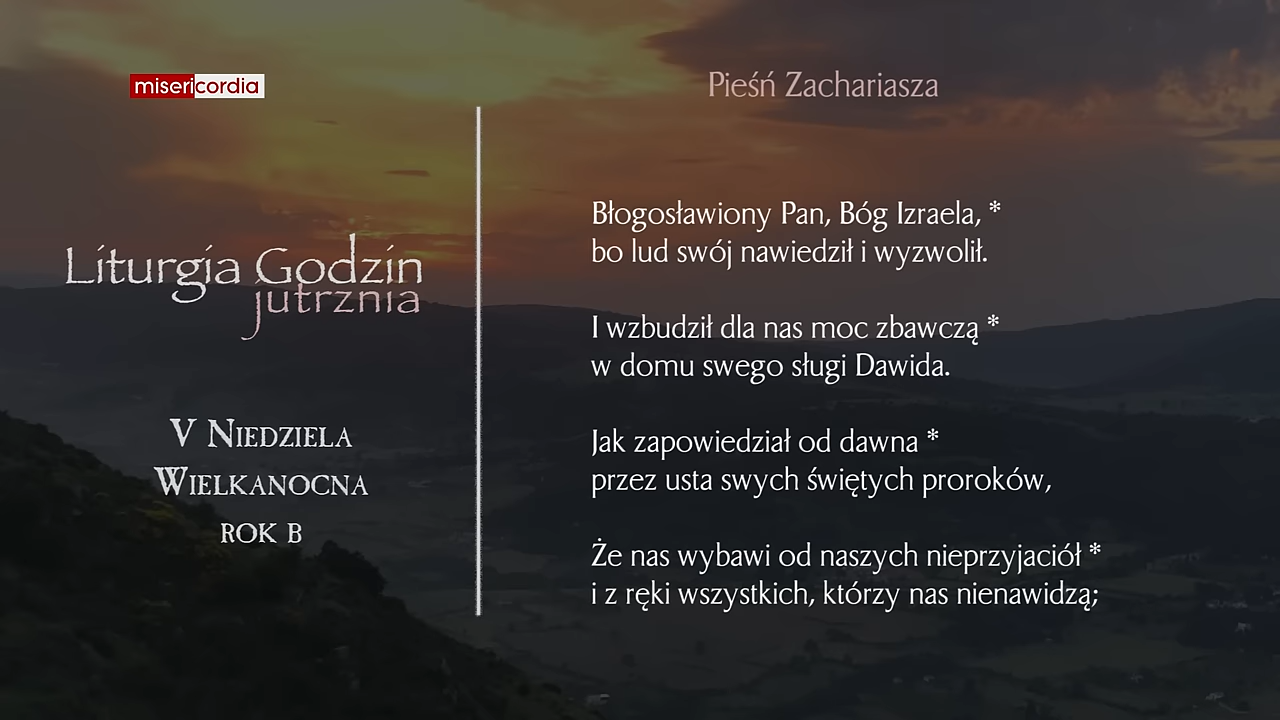 misericordia
Liturgia Godzin
jutrznia
V Niedziela
Wielkanocna
rok B
Pieśń Zachariasza
Błogosławiony Pan, Bóg Izraela, *
bo lud swój nawiedził i wyzwolił.
I wzbudził dla nas moc zbawczą *
w domu swego sługi Dawida.
Jak zapowiedział od dawna *
przez usta swych świętych proroków,
Że nas wybawi od naszych nieprzyjaciół *
i z ręki wszystkich, którzy nas nienawidzą;